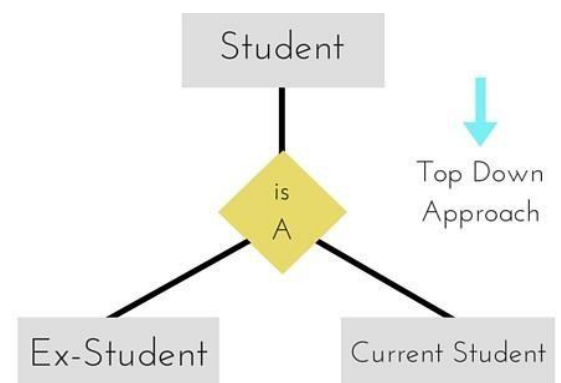 Student
is
A
Top Down
Approach
Ex-Student
Current Student